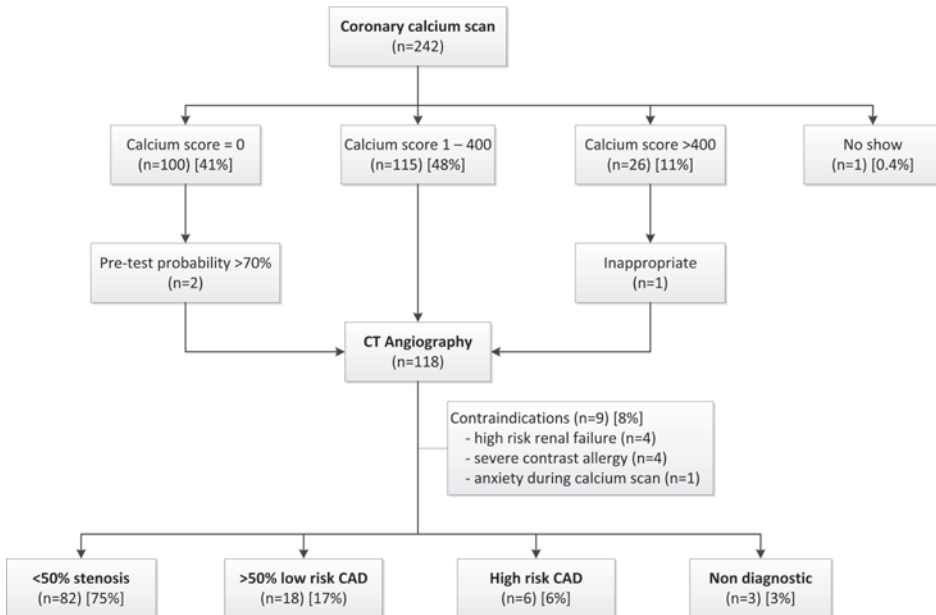 Coronary calcium scan
(n=242)
Calcium score = 0
(n=100) [41%]
Calcium score 1 – 400
(n=115) [48%]
Calcium score >400
(n=26) [11%]
No show
(n=1) [0.4%]
Pre-test probability >70%
(n=2)
Inappropriate
(n=1)
CT Angiography
(n=118)
Contraindications (n=9) [8%]
- high risk renal failure (n=4)
- severe contrast allergy (n=4)
- anxiety during calcium scan (n=1)
<50% stenosis
(n=82) [75%]
>50% low risk CAD
(n=18) [17%]
High risk CAD
(n=6) [6%]
Non diagnostic
(n=3) [3%]